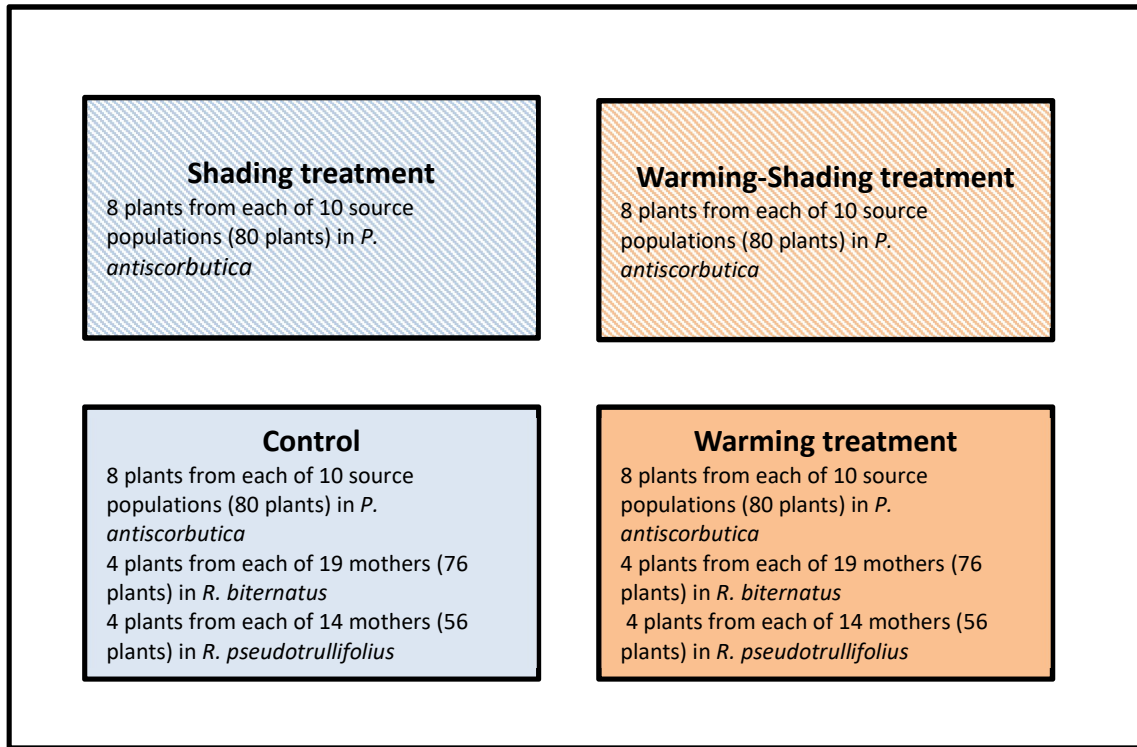 Shading treatment
8 plants from each of 10 source
populations (80 plants) in P.
antiscorbutica
Warming-Shading treatment
8 plants from each of 10 source
populations (80 plants) in P.
antiscorbutica
Control
8 plants from each of 10 source
populations (80 plants) in P.
antiscorbutica
4 plants from each of 19 mothers (76
plants) in R. biternatus
4 plants from each of 14 mothers (56
plants) in R. pseudotrullifolius
Warming treatment
8 plants from each of 10 source
populations (80 plants) in P.
antiscorbutica
4 plants from each of 19 mothers (76
plants) in R. biternatus
4 plants from each of 14 mothers (56
plants) in R. pseudotrullifolius